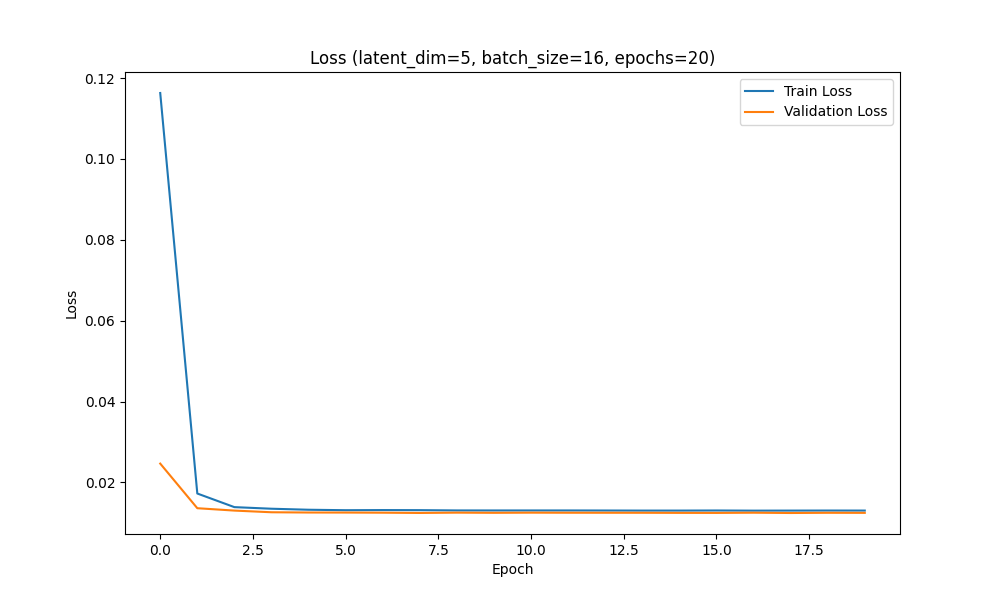 Loss (latent_dim=5, batch_size=16, epochs=20)
Train Loss
Validation Loss
0.12
0.10
0.08
0.06
0.04
0.02
Loss
0.0 2.5 5.0 7.5 10.0 12.5 15.0 17.5
Epoch